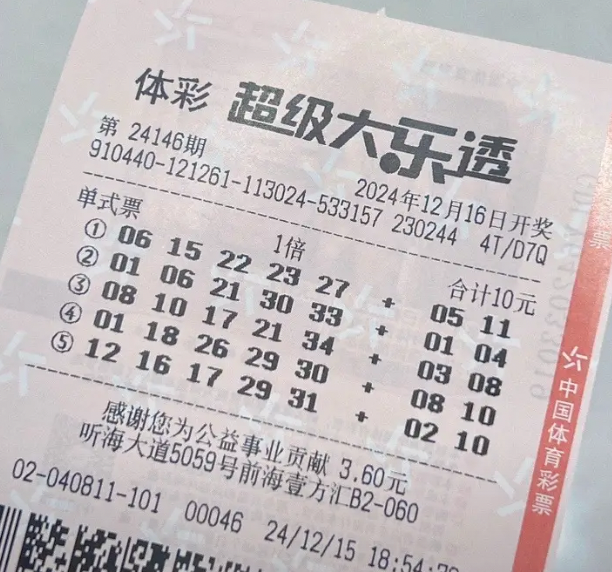 体彩 超级大乐透
第 24146期 2024年12月16日开奖
910440-121261-113024-533157 230244 4T/D7Q
单式票 1倍 合计10元
① 06 15 22 23 27 + 05 11
② 01 06 21 30 33 + 01 04
③ 08 10 17 21 34 + 03 08
④ 01 18 26 29 30 + 08 10
⑤ 12 16 17 29 31 + 02 10
感谢您为公益事业贡献 3.60元
听海大道5059号前海壹方汇B2-060
02-040811-101 00046 24/12/15
中国体育彩票
票